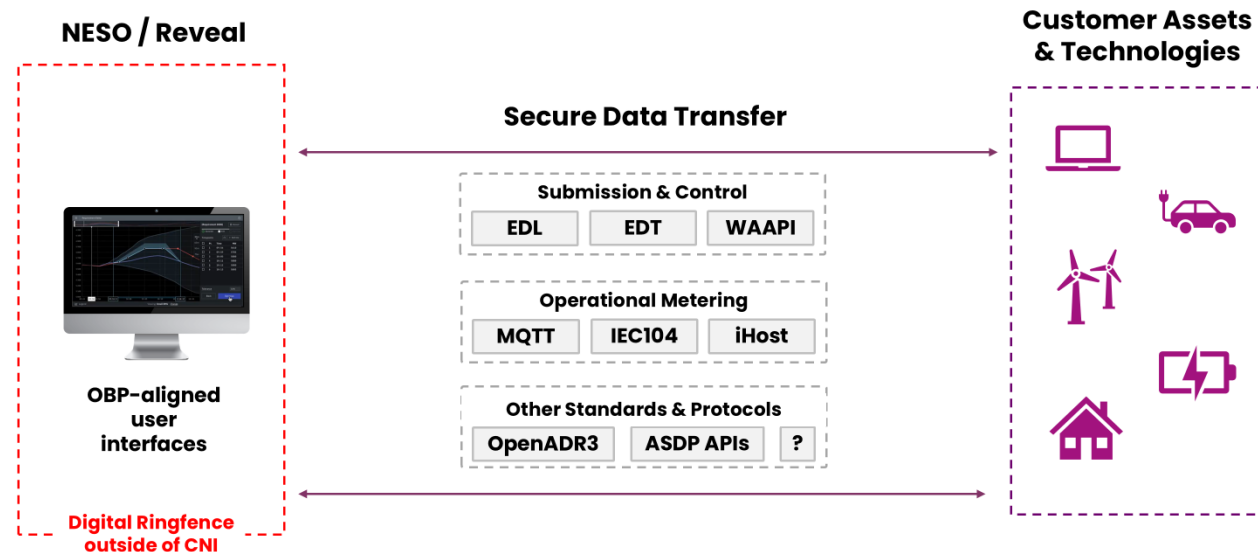 NESO / Reveal
Customer Assets
& Technologies
Secure Data Transfer
Submission & Control
EDL
EDT
WAAPI
Operational Metering
MQTT
IEC104
iHost
OBP-aligned
user
interfaces
Other Standards & Protocols
OpenADR3
ASDP APIs
?
Digital Ringfence
outside of CNI